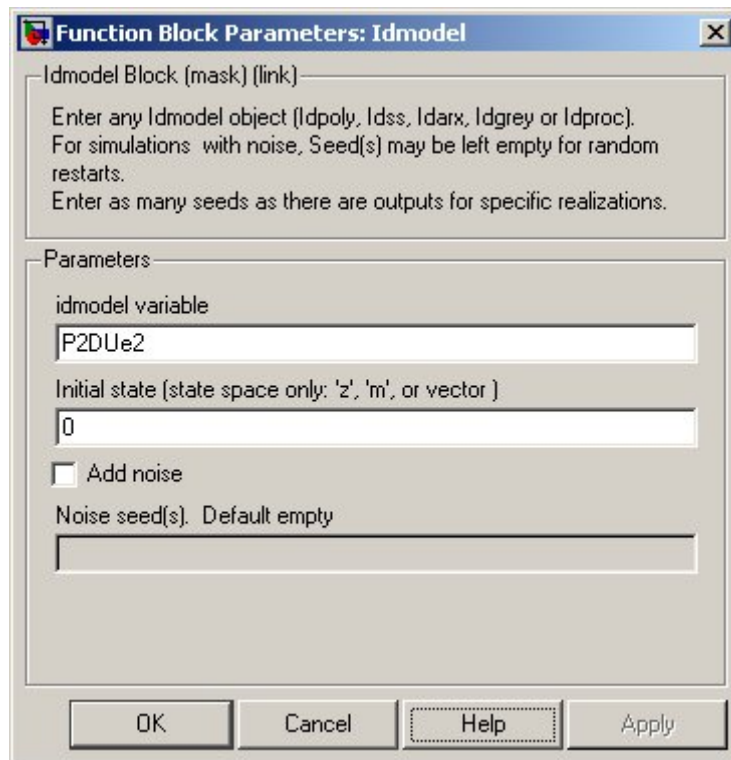 Function Block Parameters: Idmodel
Idmodel Block (mask) (link)
Enter any Idmodel object (Idpoly, Idss, Idarx, Idgrey or Idproc).
For simulations with noise, Seed(s) may be left empty for random
restarts.
Enter as many seeds as there are outputs for specific realizations.
Parameters
idmodel variable
P2DUe2
Initial state (state space only: 'z', 'm', or vector )
0
Add noise
Noise seed(s). Default empty
OK Cancel Help Apply